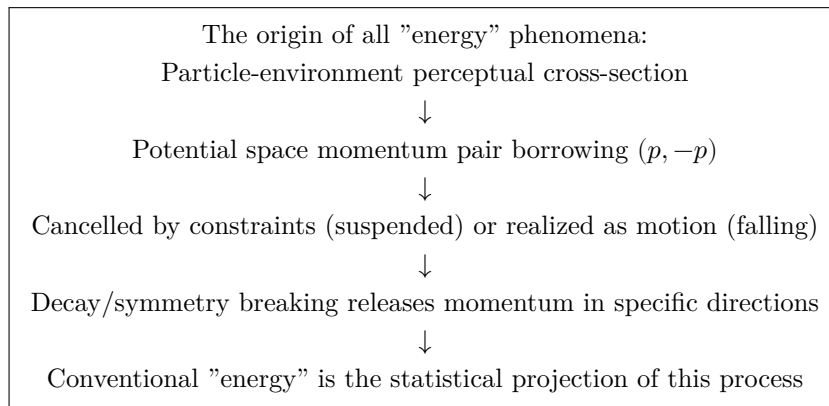 The origin of all ”energy” phenomena:
Particle-environment perceptual cross-section
↓
Potential space momentum pair borrowing (p, −p)
↓
Cancelled by constraints (suspended) or realized as motion (falling)
↓
Decay/symmetry breaking releases momentum in specific directions
↓
Conventional ”energy” is the statistical projection of this process